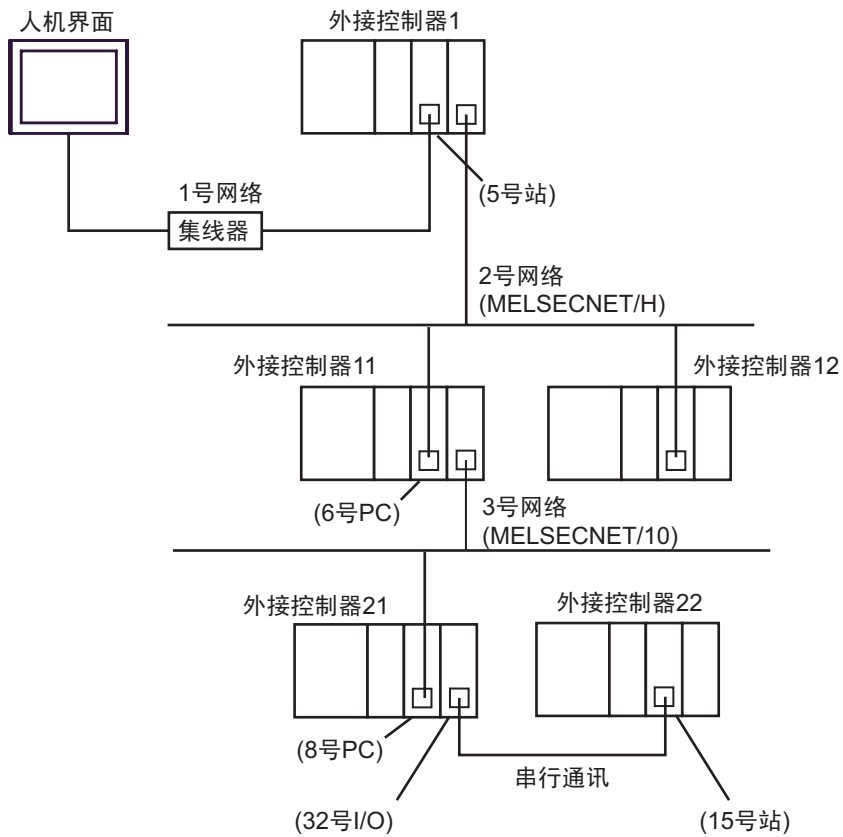 人机界面
外接控制器1
(5号站)
1号网络
集线器
2号网络
(MELSECNET/H)
外接控制器11
外接控制器12
(6号PC)
3号网络
(MELSECNET/10)
外接控制器21
外接控制器22
(8号PC)
串行通讯
(32号I/O)
(15号站)